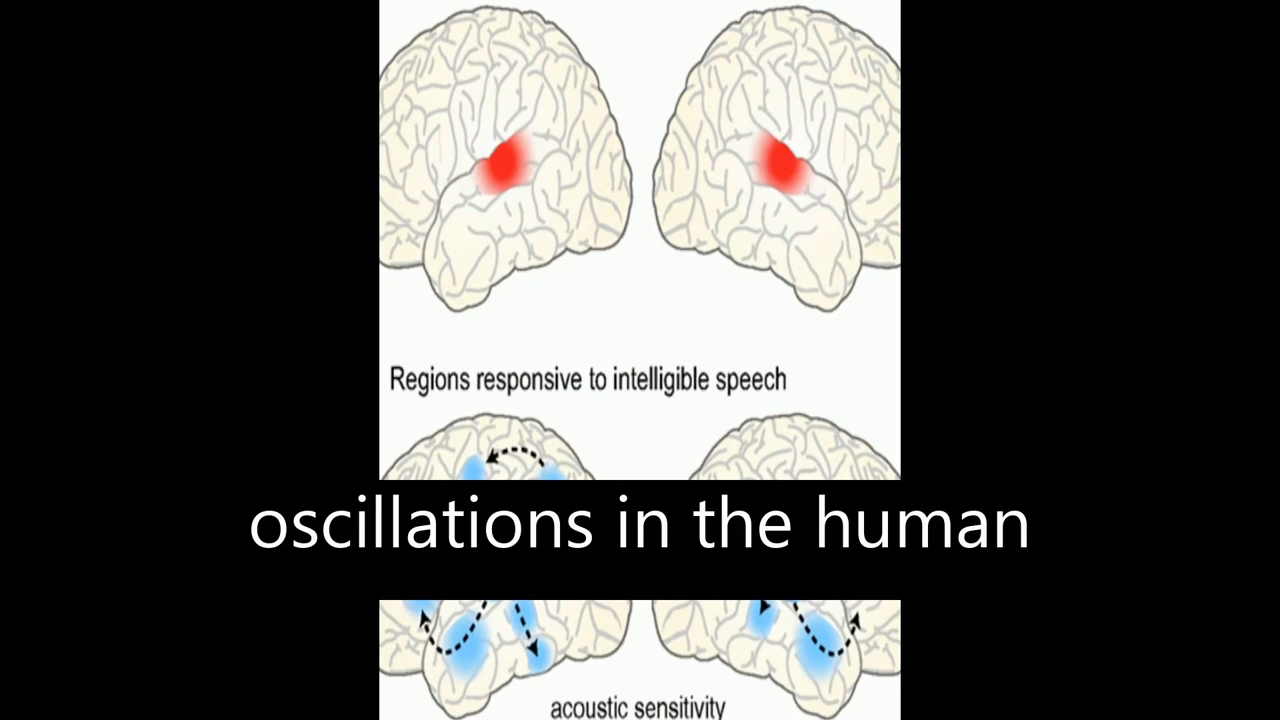 Regions responsive to intelligible speech
oscillations in the human
acoustic sensitivity